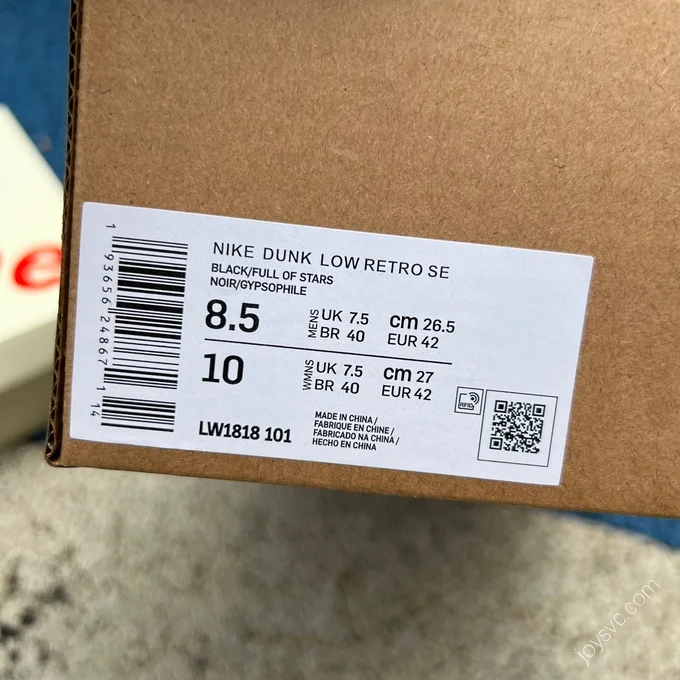 NIKE DUNK LOW RETRO SE
BLACK/FULL OF STARS
NOIR/GYPSOPHILE
8.5
MENS
UK 7.5 cm 26.5
BR 40 EUR 42
10
WMNS
UK 7.5 cm 27
BR 40 EUR 42
LW1818 101
MADE IN CHINA /
FABRIQUE EN CHINE /
FABRICADO NA CHINA /
HECHO EN CHINA
RFID
1 93656 24867 1 14
e
joysvc.com